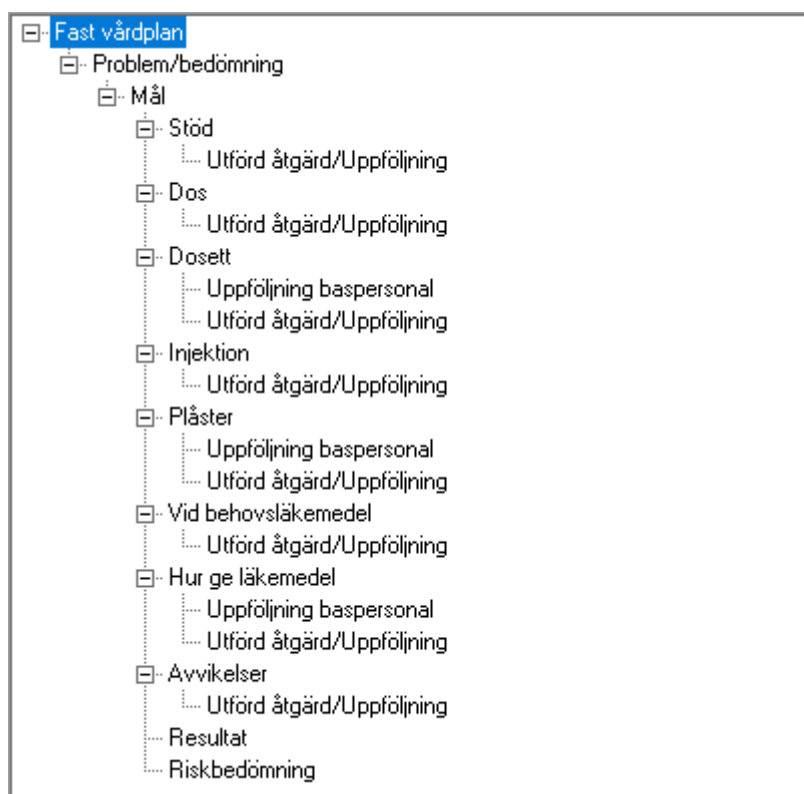 Fast vårdplan
Problem/bedömning
Mål
Stöd
Utförd åtgärd/Uppföljning
Dos
Utförd åtgärd/Uppföljning
Dosett
Uppföljning baspersonal
Utförd åtgärd/Uppföljning
Injektion
Utförd åtgärd/Uppföljning
Plåster
Uppföljning baspersonal
Utförd åtgärd/Uppföljning
Vid behovsläkemedel
Utförd åtgärd/Uppföljning
Hur ge läkemedel
Uppföljning baspersonal
Utförd åtgärd/Uppföljning
Avvikelser
Utförd åtgärd/Uppföljning
Resultat
Riskbedömning